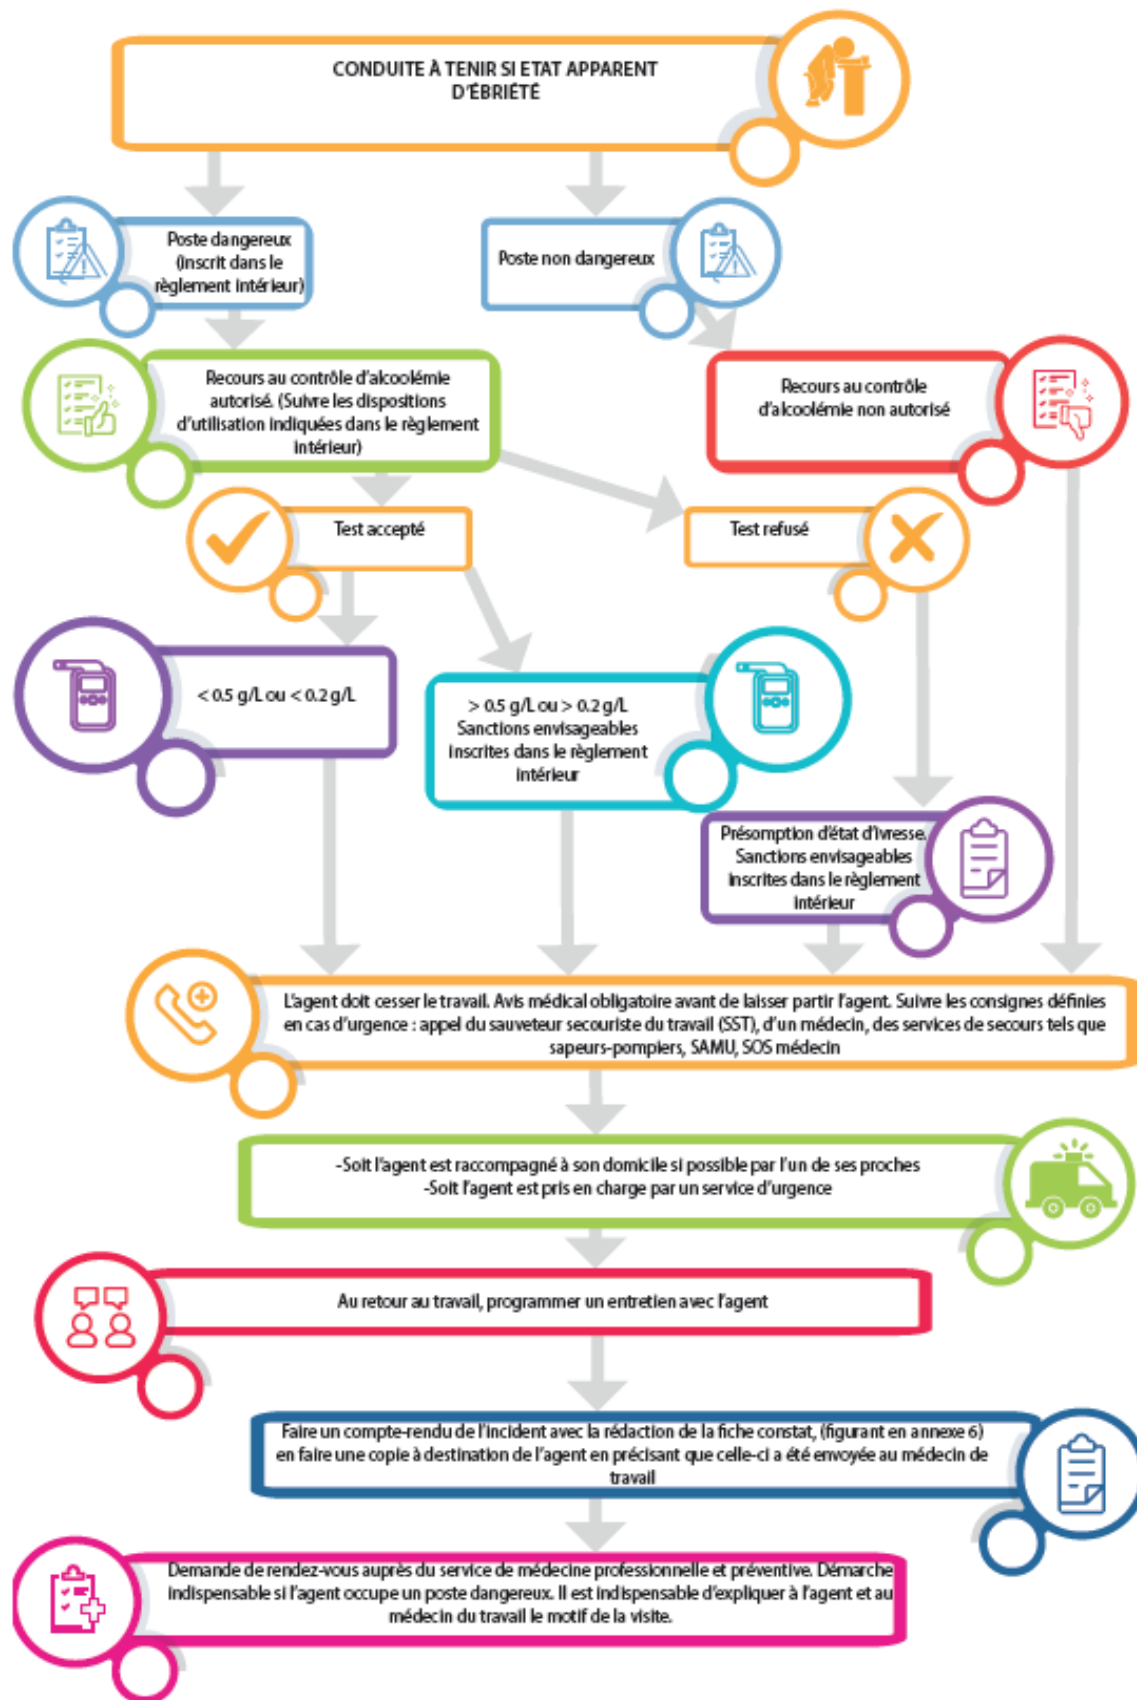 CONDUITE À TENIR SI ETAT APPARENT
D'ÉBRIÉTÉ
Poste dangereux
(inscrit dans le
règlement intérieur)
Poste non dangereux
Recours au contrôle d'alcoolémie
autorisé. (Suivre les dispositions
d'utilisation indiquées dans le règlement
intérieur)
Recours au contrôle
d'alcoolémie non autorisé
Test accepté
Test refusé
< 0.5 g/L ou < 0.2 g/L
> 0.5 g/L ou > 0.2 g/L
Sanctions envisageables
inscrites dans le règlement
intérieur
Présomption d'état d'ivresse.
Sanctions envisageables
inscrites dans le règlement
intérieur
L'agent doit cesser le travail. Avis médical obligatoire avant de laisser partir l'agent. Suivre les consignes définies
en cas d'urgence : appel du sauveteur secouriste du travail (SST), d'un médecin, des services de secours tels que
sapeurs-pompiers, SAMU, SOS médecin
-Soit l'agent est raccompagné à son domicile si possible par l'un de ses proches
-Soit l'agent est pris en charge par un service d'urgence
Au retour au travail, programmer un entretien avec l'agent
Faire un compte-rendu de l'incident avec la rédaction de la fiche constat, (figurant en annexe 6)
en faire une copie à destination de l'agent en précisant que celle-ci a été envoyée au médecin de
travail
Demande de rendez-vous auprès du service de médecine professionnelle et préventive. Démarche
indispensable si l'agent occupe un poste dangereux. Il est indispensable d'expliquer à l'agent et au
médecin du travail le motif de la visite.